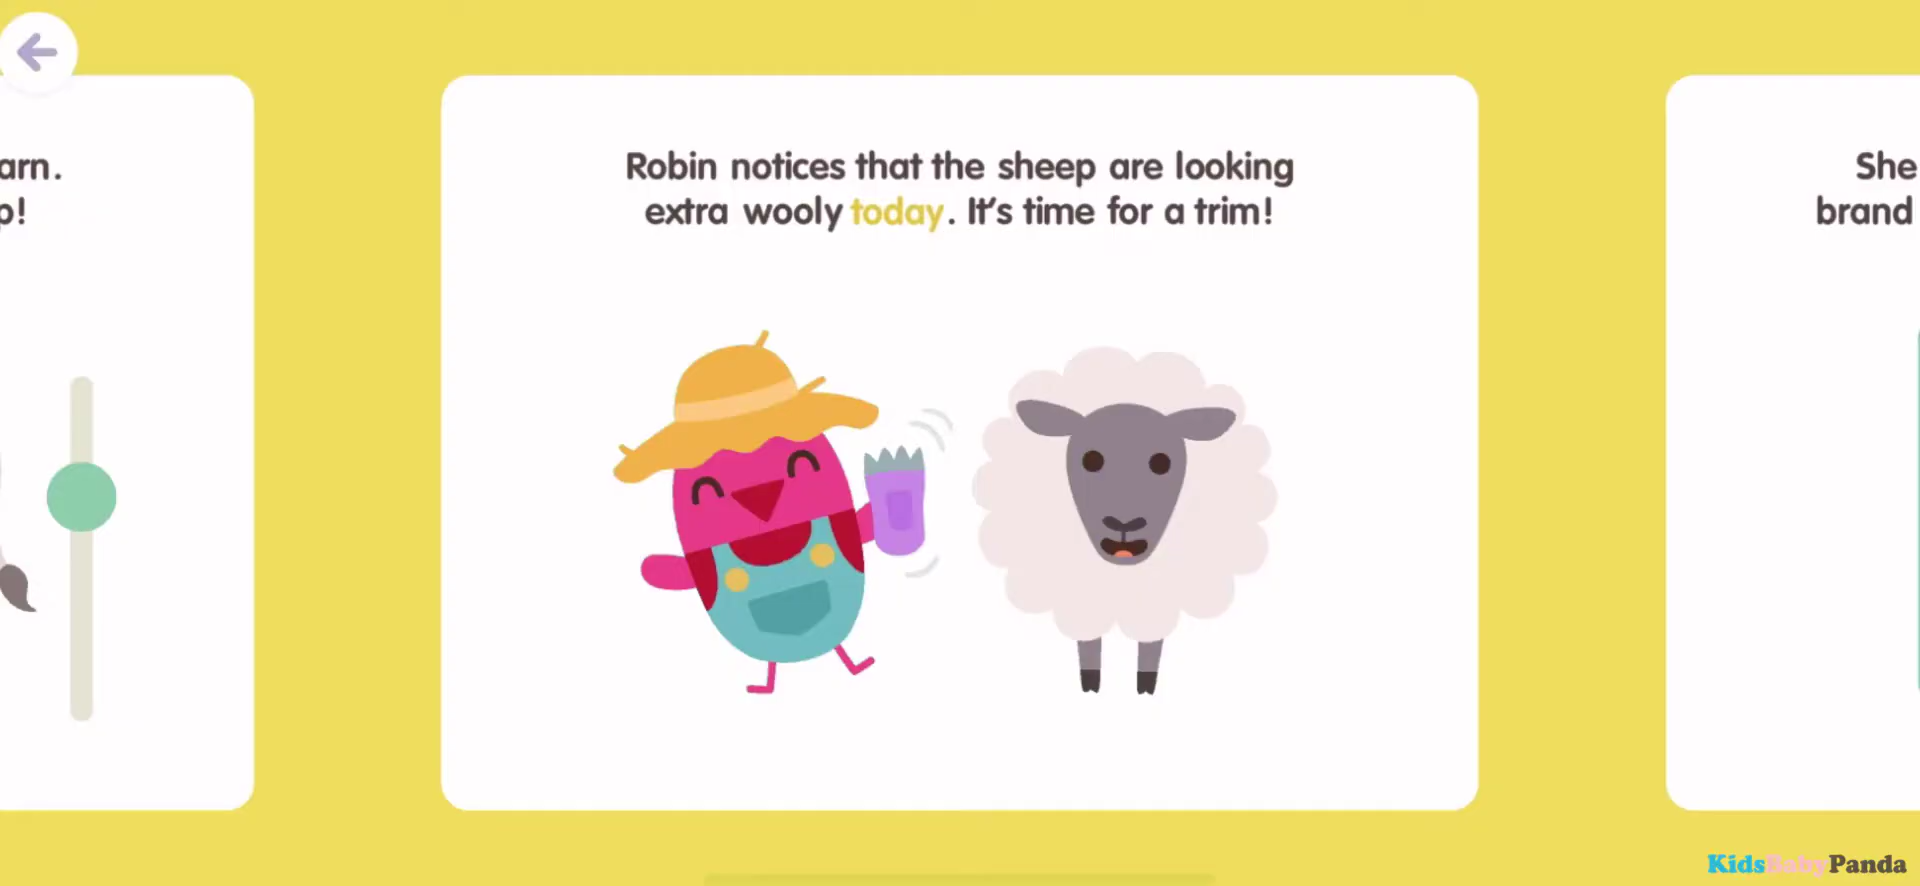 arn.
p!
Robin notices that the sheep are looking
extra wooly today. It's time for a trim!
She
brand
KidsBabyPanda